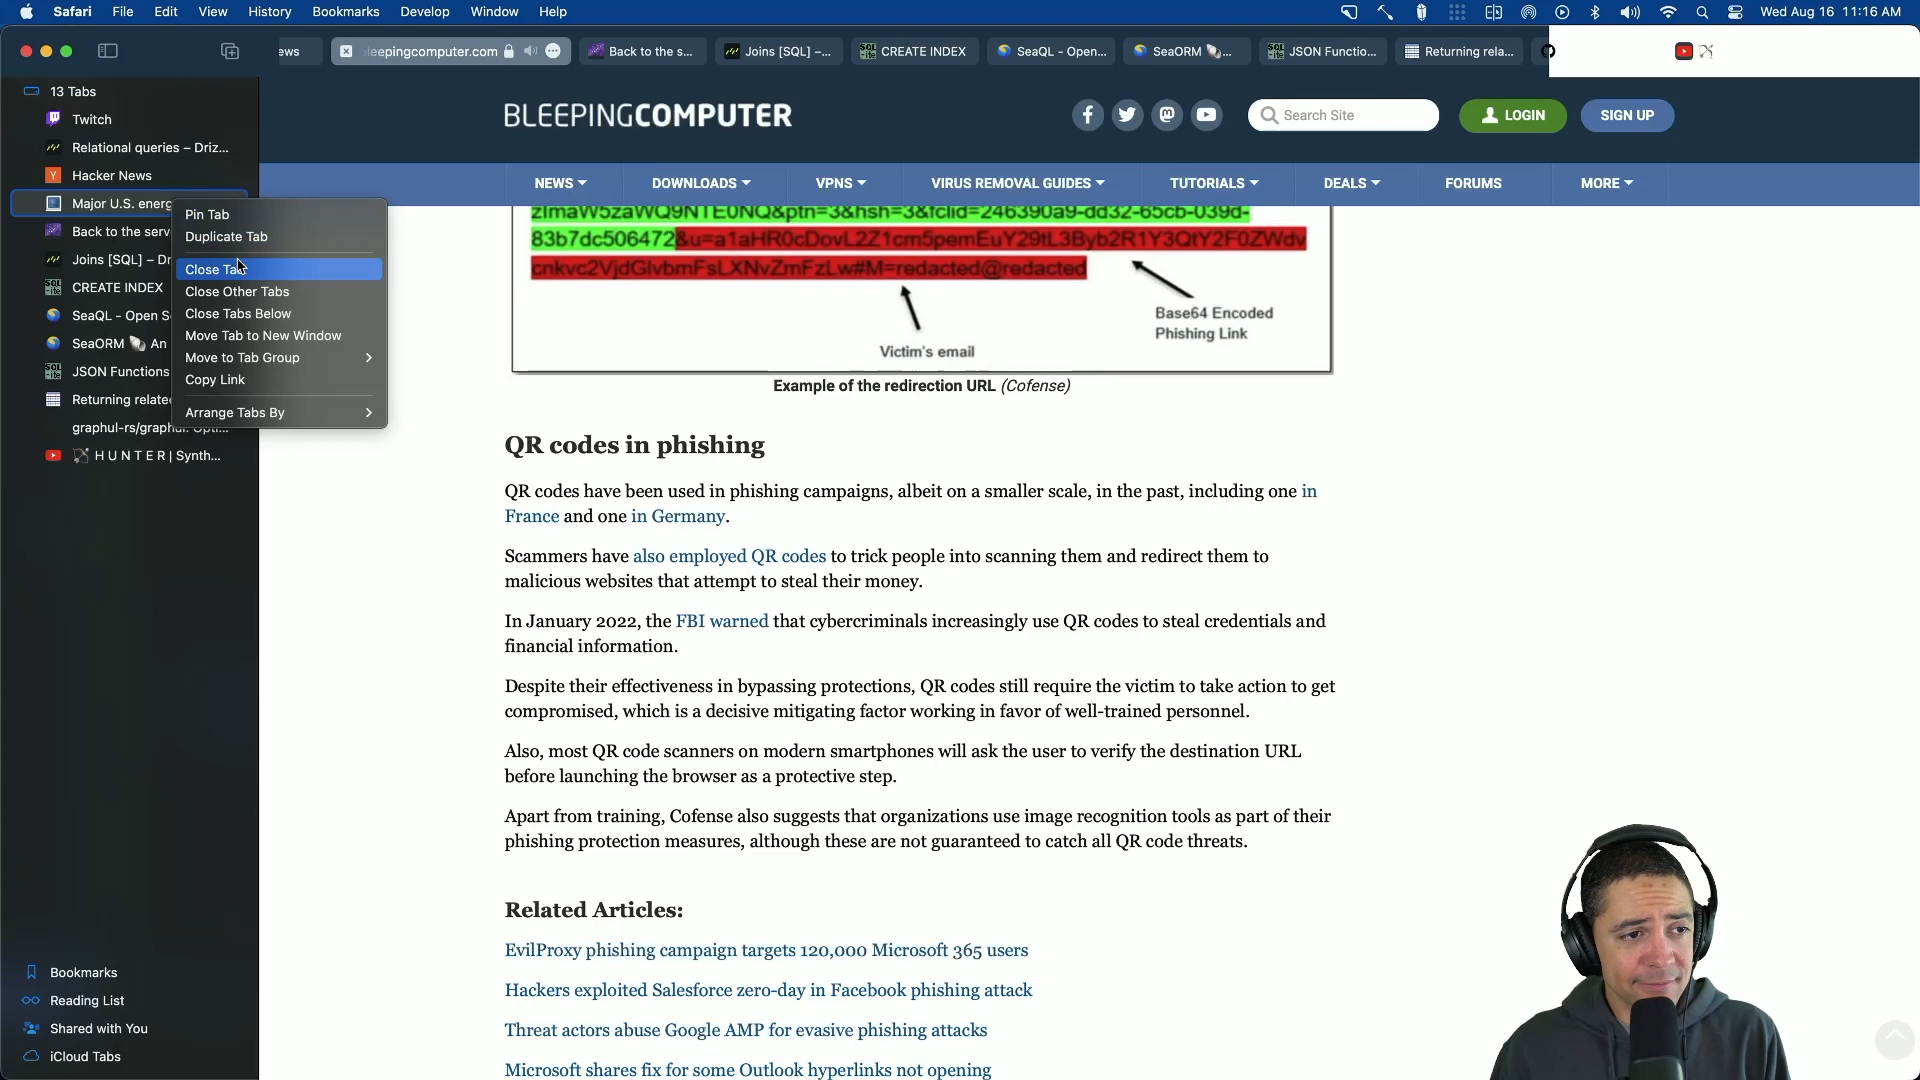 Safari File Edit View History Bookmarks Develop Window Help
Wed Aug 16 11:16 AM
ews
eepingcomputer.com
Back to the s...
Joins [SQL] –...
CREATE INDEX
SeaQL - Open...
SeaORM 🐚...
JSON Functio...
Returning rela...
13 Tabs
Twitch
Relational queries – Driz...
Hacker News
Major U.S. energ
Back to the serv
Joins [SQL] – Dr
CREATE INDEX
SeaQL - Open S
SeaORM 🐚 An
JSON Functions
Returning relate
graphul-rs/graphul: Opti...
H U N T E R | Synth...
Bookmarks
Reading List
Shared with You
iCloud Tabs
Pin Tab
Duplicate Tab
Close Tab
Close Other Tabs
Close Tabs Below
Move Tab to New Window
Move to Tab Group
Copy Link
Arrange Tabs By
BLEEPINGCOMPUTER
Search Site
LOGIN
SIGN UP
NEWS
DOWNLOADS
VPNS
VIRUS REMOVAL GUIDES
TUTORIALS
DEALS
FORUMS
MORE
zImaW5zaWQ9NTE0NQ&ptn=3&hsh=3&fclid=246390a9-dd32-65cb-039d-
83b7dc506472&u=a1aHR0cDovL2Z1cm5pemEuY29tL3Byb2R1Y3QtY2F0ZWdv
cnkvc2VjdGlvbmFsLXNvZmFzLw#M=redacted@redacted
Base64 Encoded
Phishing Link
Victim's email
Example of the redirection URL (Cofense)
QR codes in phishing
QR codes have been used in phishing campaigns, albeit on a smaller scale, in the past, including one in
France and one in Germany.
Scammers have also employed QR codes to trick people into scanning them and redirect them to
malicious websites that attempt to steal their money.
In January 2022, the FBI warned that cybercriminals increasingly use QR codes to steal credentials and
financial information.
Despite their effectiveness in bypassing protections, QR codes still require the victim to take action to get
compromised, which is a decisive mitigating factor working in favor of well-trained personnel.
Also, most QR code scanners on modern smartphones will ask the user to verify the destination URL
before launching the browser as a protective step.
Apart from training, Cofense also suggests that organizations use image recognition tools as part of their
phishing protection measures, although these are not guaranteed to catch all QR code threats.
Related Articles:
EvilProxy phishing campaign targets 120,000 Microsoft 365 users
Hackers exploited Salesforce zero-day in Facebook phishing attack
Threat actors abuse Google AMP for evasive phishing attacks
Microsoft shares fix for some Outlook hyperlinks not opening